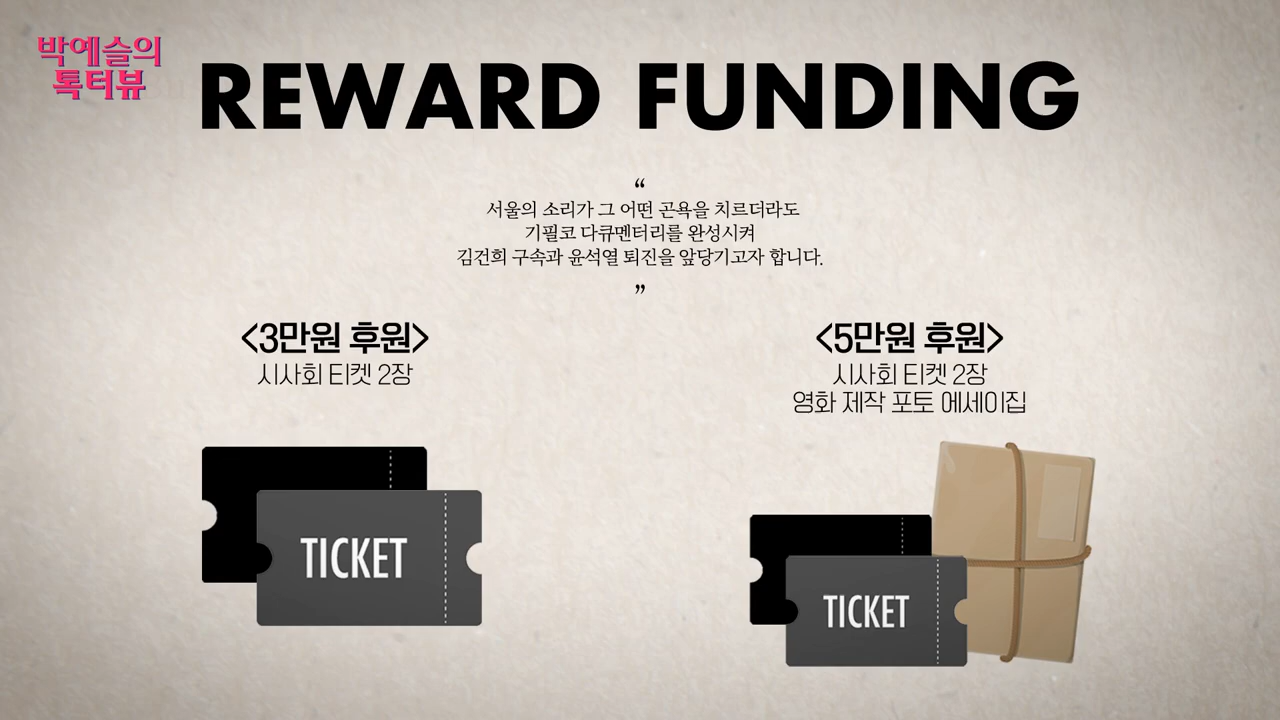 박예슬의
톡터뷰
REWARD FUNDING
“
서울의 소리가 그 어떤 곤욕을 치르더라도
기필코 다큐멘터리를 완성시켜
김건희 구속과 윤석열 퇴진을 앞당기고자 합니다.
”
<3만원 후원>
시사회 티켓 2장
TICKET
<5만원 후원>
시사회 티켓 2장
영화 제작 포토 에세이집
TICKET